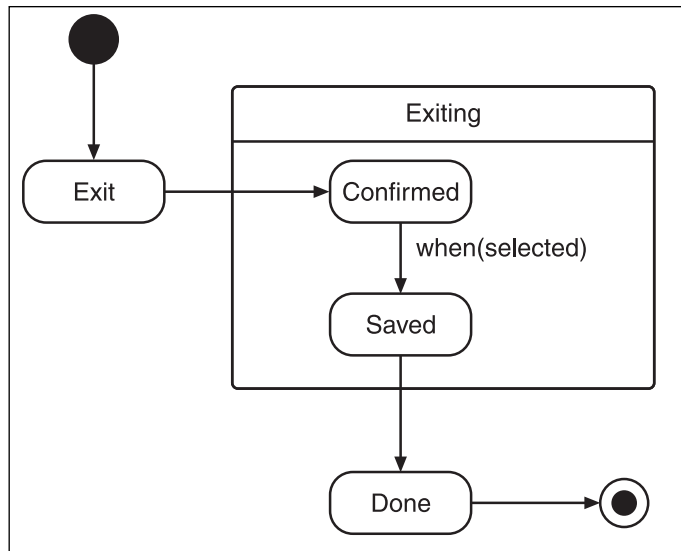 Exiting
Exit
Confirmed
when(selected)
Saved
Done